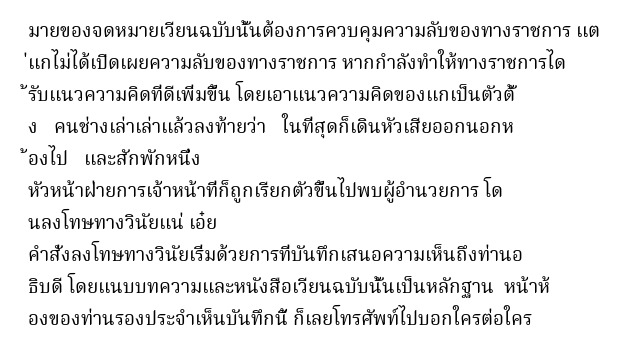 มายของจดหมายเวียนฉบับนั้นต้องการควบคุมความลับของทางราชการ แต
่แกไม่ได้เปิดเผยความลับของทางราชการ หากกำลังทำให้ทางราชการได
้รับแนวความคิดที่ดีเพิ่มขึ้น โดยเอาแนวความคิดของแกเป็นตัวตั้
ง   คนช่างเล่าเล่าแล้วลงท้ายว่า   ในที่สุดก็เดินหัวเสียออกนอกห
้องไป   และสักพักหนึ่ง
หัวหน้าฝ่ายการเจ้าหน้าที่ก็ถูกเรียกตัวขึ้นไปพบผู้อำนวยการ โด
นลงโทษทางวินัยแน่ เอ๋ย
คำสั่งลงโทษทางวินัยเริ่มด้วยการที่บันทึกเสนอความเห็นถึงท่านอ
ธิบดี โดยแนบบทความและหนังสือเวียนฉบับนั้นเป็นหลักฐาน  หน้าห้
องของท่านรองประจำเห็นบันทึกนี้ ก็เลยโทรศัพท์ไปบอกใครต่อใคร